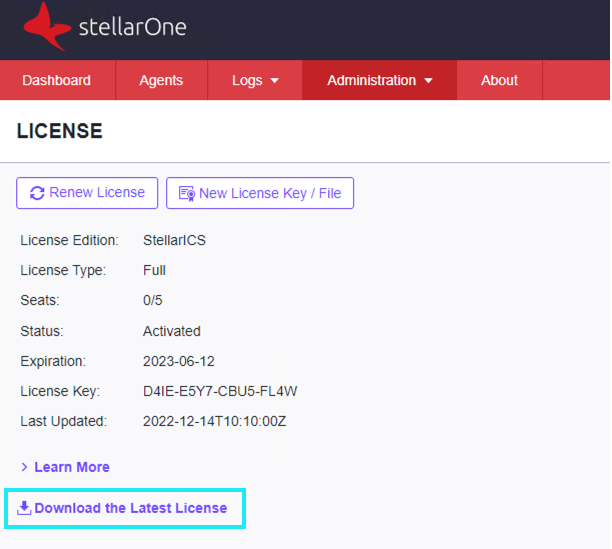 stellarOne
Dashboard Agents Logs Administration About
LICENSE
Renew License New License Key / File
License Edition: StellarICS
License Type: Full
Seats: 0/5
Status: Activated
Expiration: 2023-06-12
License Key: D4IE-E5Y7-CBU5-FL4W
Last Updated: 2022-12-14T10:10:00Z
Learn More
Download the Latest License